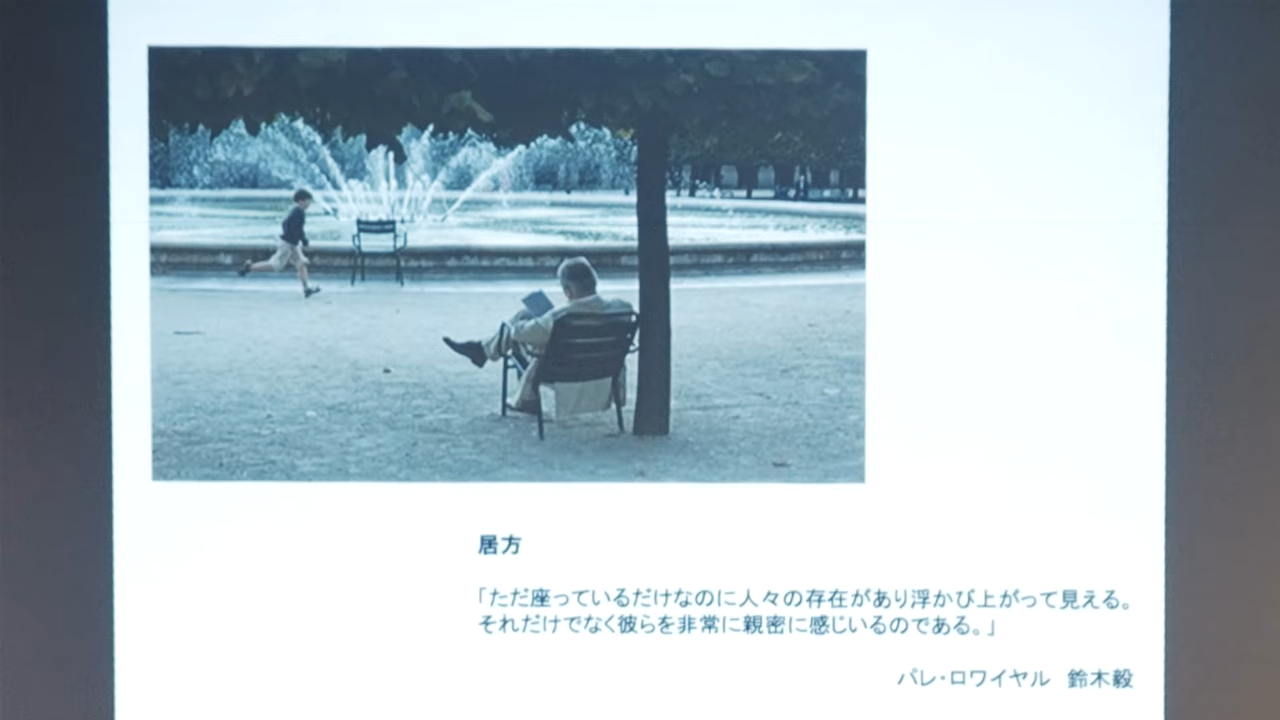 居方
「ただ座っているだけなのに人々の存在があり浮かび上がって見える。
それだけでなく彼らを非常に親密に感じいるのである。」
パレ・ロワイヤル　鈴木毅